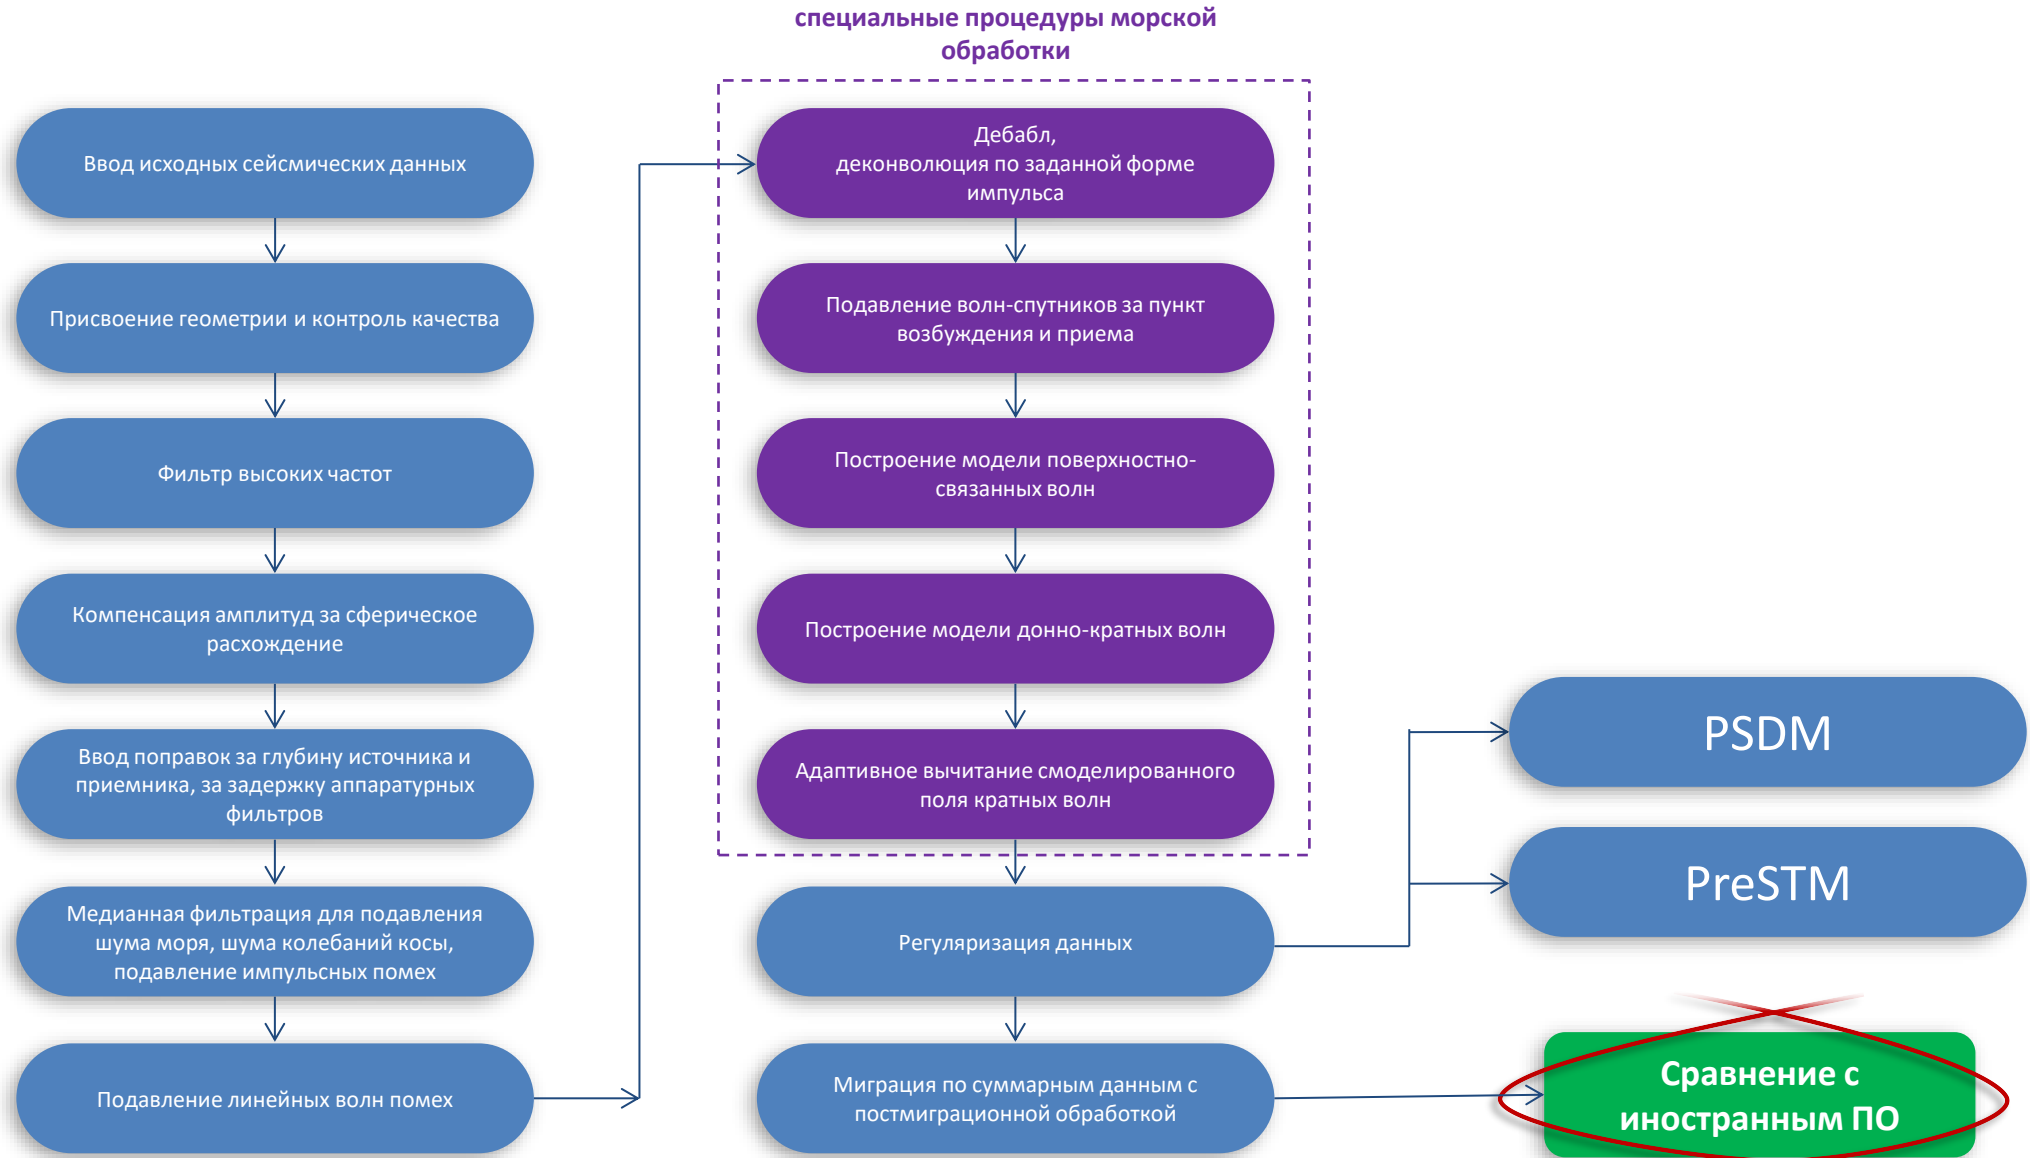 специальные процедуры морской
обработки
Ввод исходных сейсмических данных
Присвоение геометрии и контроль качества
Фильтр высоких частот
Компенсация амплитуд за сферическое
расхождение
Ввод поправок за глубину источника и
приемника, за задержку аппаратурных
фильтров
Медианная фильтрация для подавления
шума моря, шума колебаний косы,
подавление импульсных помех
Подавление линейных волн помех
Дебабл,
деконволюция по заданной форме
импульса
Подавление волн-спутников за пункт
возбуждения и приема
Построение модели поверхностно-
связанных волн
Построение модели донно-кратных волн
Адаптивное вычитание смоделированного
поля кратных волн
Регуляризация данных
Миграция по суммарным данным с
постмиграционной обработкой
PSDM
PreSTM
Сравнение с
иностранным ПО